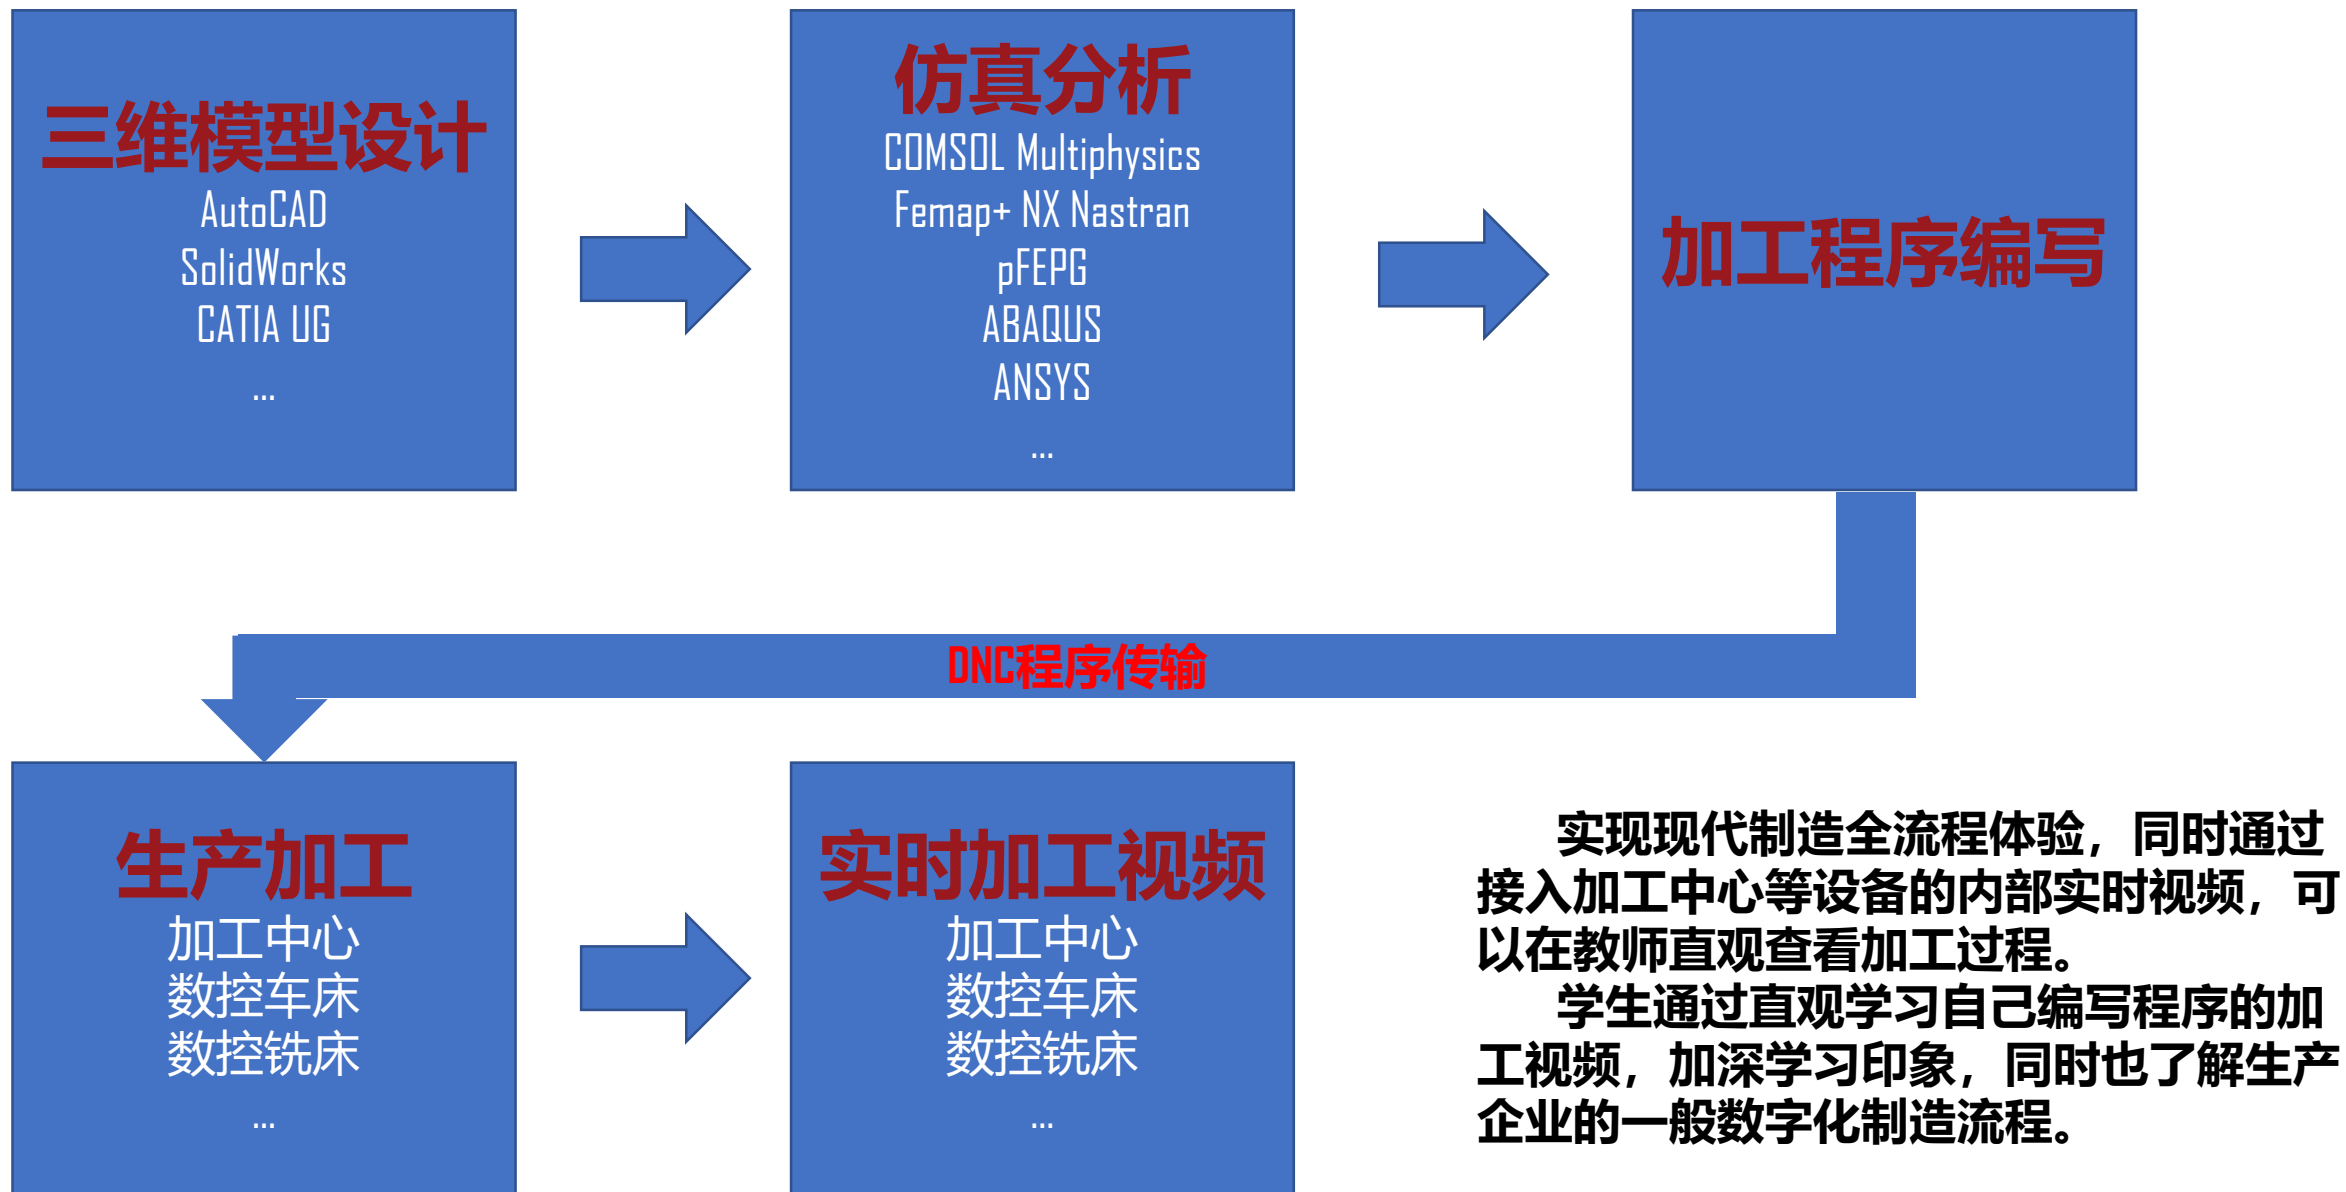 三维模型设计
AutoCAD
SolidWorks
CATIA UG
...
仿真分析
COMSOL Multiphysics
Femap+ NX Nastran
pFEPG
ABAQUS
ANSYS
...
加工程序编写
DNC程序传输
生产加工
加工中心
数控车床
数控铣床
...
实时加工视频
加工中心
数控车床
数控铣床
...
实现现代制造全流程体验，同时通过
接入加工中心等设备的内部实时视频，可
以在教师直观查看加工过程。
学生通过直观学习自己编写程序的加
工视频，加深学习印象，同时也了解生产
企业的一般数字化制造流程。